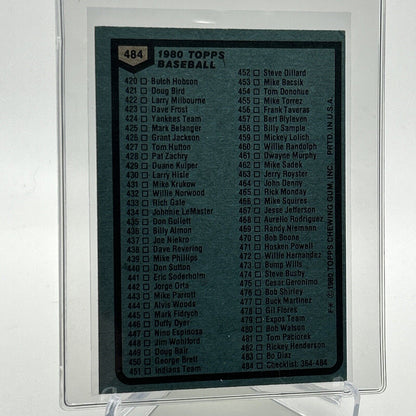 484 1980 TOPPS
BASEBALL
420 ☐ Butch Hobson
421 ☐ Doug Bird
422 ☐ Larry Milbourne
423 ☐ Dave Frost
424 ☐ Yankees Team
425 ☐ Mark Belanger
426 ☐ Grant Jackson
427 ☐ Tom Hutton
428 ☐ Pat Zachry
429 ☐ Duane Kuiper
430 ☐ Larry Hisle
431 ☐ Mike Krukow
432 ☐ Willie Norwood
433 ☐ Rich Gale
434 ☐ Johnnie LeMaster
435 ☐ Don Gullett
436 ☐ Billy Almon
437 ☐ Joe Niekro
438 ☐ Dave Revering
439 ☐ Mike Phillips
440 ☐ Don Sutton
441 ☐ Eric Soderholm
442 ☐ Jorge Orta
443 ☐ Mike Parrott
444 ☐ Alvis Woods
445 ☐ Mark Fidrych
446 ☐ Duffy Dyer
447 ☐ Nino Espinosa
448 ☐ Jim Wohlford
449 ☐ Doug Bair
450 ☐ George Brett
451 ☐ Indians Team
452 ☐ Steve Dillard
453 ☐ Mike Bacsik
454 ☐ Tom Donohue
455 ☐ Mike Torrez
456 ☐ Frank Taveras
457 ☐ Bert Blyleven
458 ☐ Billy Sample
459 ☐ Mickey Lolich
460 ☐ Willie Randolph
461 ☐ Dwayne Murphy
462 ☐ Mike Sadek
463 ☐ Jerry Royster
464 ☐ John Denny
465 ☐ Rick Monday
466 ☐ Mike Squires
467 ☐ Jesse Jefferson
468 ☐ Aurelio Rodriguez
469 ☐ Randy Niemann
470 ☐ Bob Boone
471 ☐ Hosken Powell
472 ☐ Willie Hernandez
473 ☐ Bump Wills
474 ☐ Steve Busby
475 ☐ Cesar Geronimo
476 ☐ Bob Shirley
477 ☐ Buck Martinez
478 ☐ Gil Flores
479 ☐ Expos Team
480 ☐ Bob Watson
481 ☐ Tom Paciorek
482 ☐ Rickey Henderson
483 ☐ Bo Diaz
484 ☐ Checklist: 364-484
F* © 1980 TOPPS CHEWING GUM, INC. PRTD. IN U.S.A.